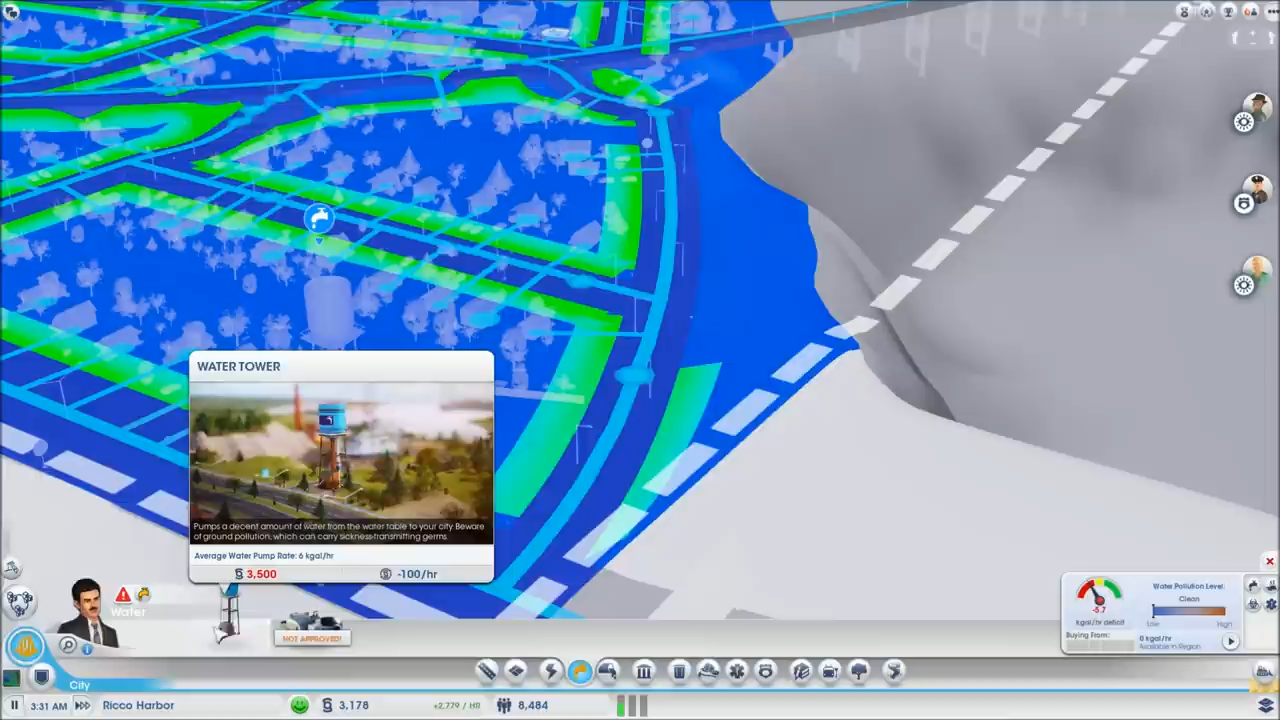 WATER TOWER
Pumps a decent amount of water from the water table to your city. Beware
of ground pollution, which can carry sickness-transmitting germs.
Average Water Pump Rate: 6 kgal/hr
3,500
-100/hr
Water
NOT APPROVED!
City
3:31 AM
Ricco Harbor
3,178
+2,779 / HR
8,484
-5.7
kgal/hr deficit
Buying From:
Water Pollution Level:
Clean
Low
High
0 kgal/hr
Available in Region